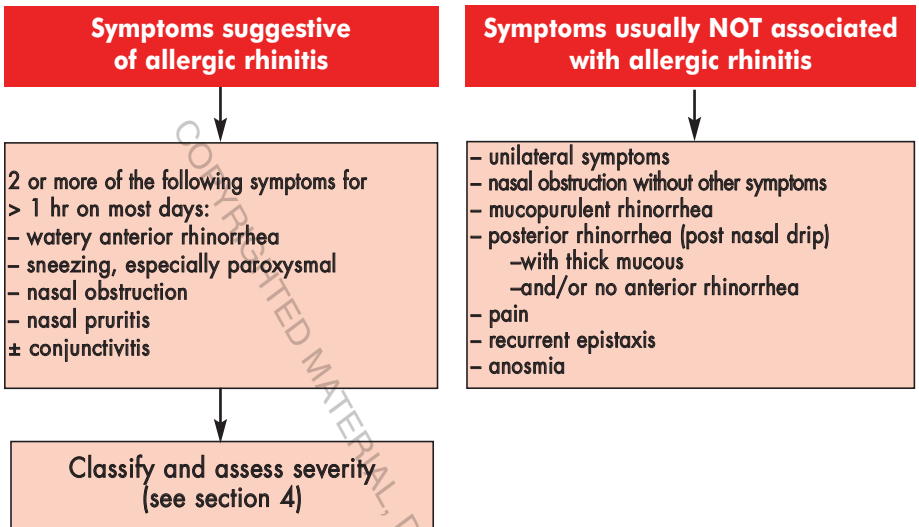 Symptoms suggestive
of allergic rhinitis
2 or more of the following symptoms for
> 1 hr on most days:
– watery anterior rhinorrhea
– sneezing, especially paroxysmal
– nasal obstruction
– nasal pruritis
± conjunctivitis
Classify and assess severity
(see section 4)
Symptoms usually NOT associated
with allergic rhinitis
– unilateral symptoms
– nasal obstruction without other symptoms
– mucopurulent rhinorrhea
– posterior rhinorrhea (post nasal drip)
–with thick mucous
–and/or no anterior rhinorrhea
– pain
– recurrent epistaxis
– anosmia
COPYRIGHTED MATERIAL,